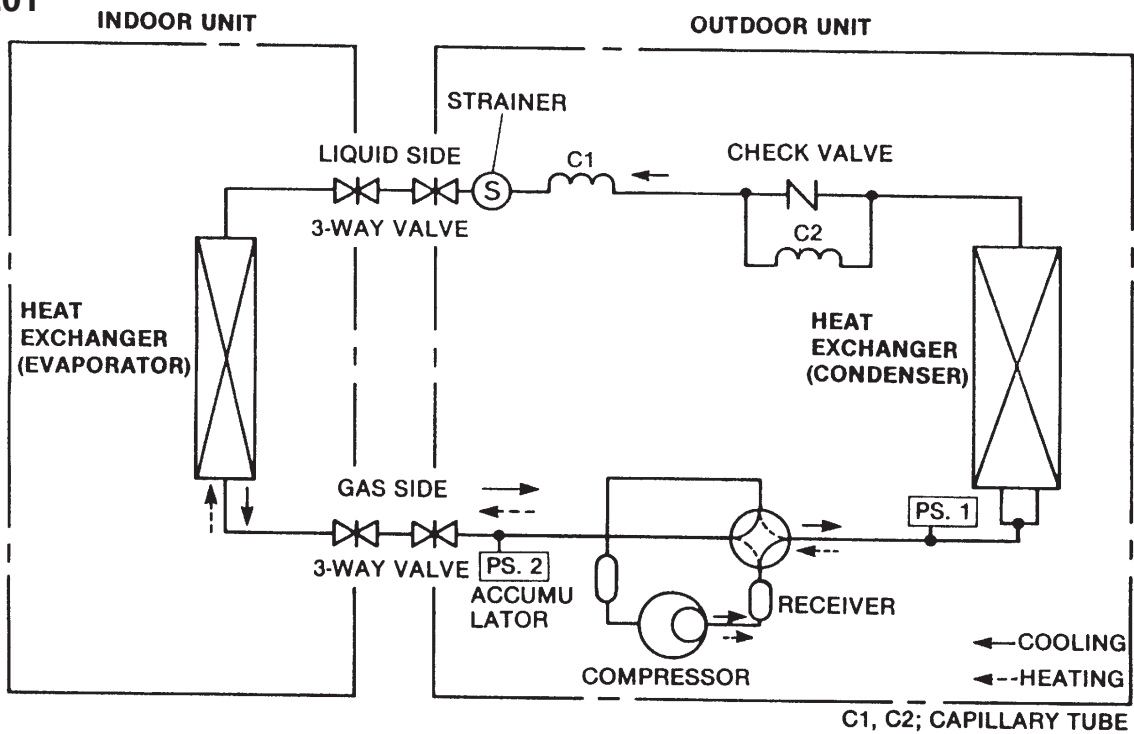 INDOOR UNIT
OUTDOOR UNIT
STRAINER
LIQUID SIDE
C1
CHECK VALVE
S
3-WAY VALVE
C2
HEAT
EXCHANGER
(EVAPORATOR)
HEAT
EXCHANGER
(CONDENSER)
GAS SIDE
PS. 1
3-WAY VALVE
PS. 2
ACCUMU
LATOR
RECEIVER
COMPRESSOR
COOLING
HEATING
C1, C2; CAPILLARY TUBE